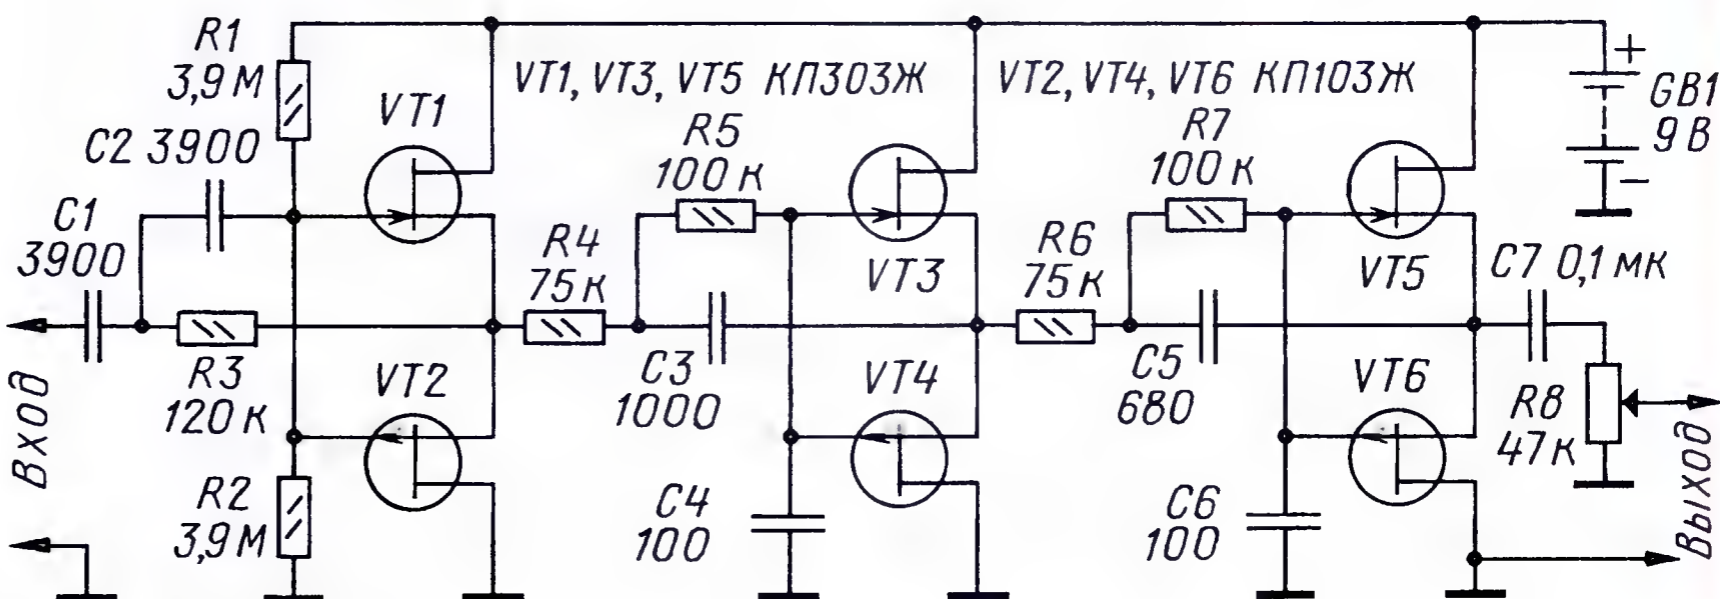 R1
3,9 М
VT1
VT1, VT3, VT5 КП303Ж
VT2, VT4, VT6 КП103Ж
+
GB1
9 В
−
C2 3900
R5
100 к
R7
100 к
C1
3900
R4
75 к
VT3
R6
75 к
VT5
C7 0,1 мк
Вход
R3
120 к
VT2
C3
1000
VT4
C5
680
VT6
R8
47 к
Выход
R2
3,9 М
C4
100
C6
100